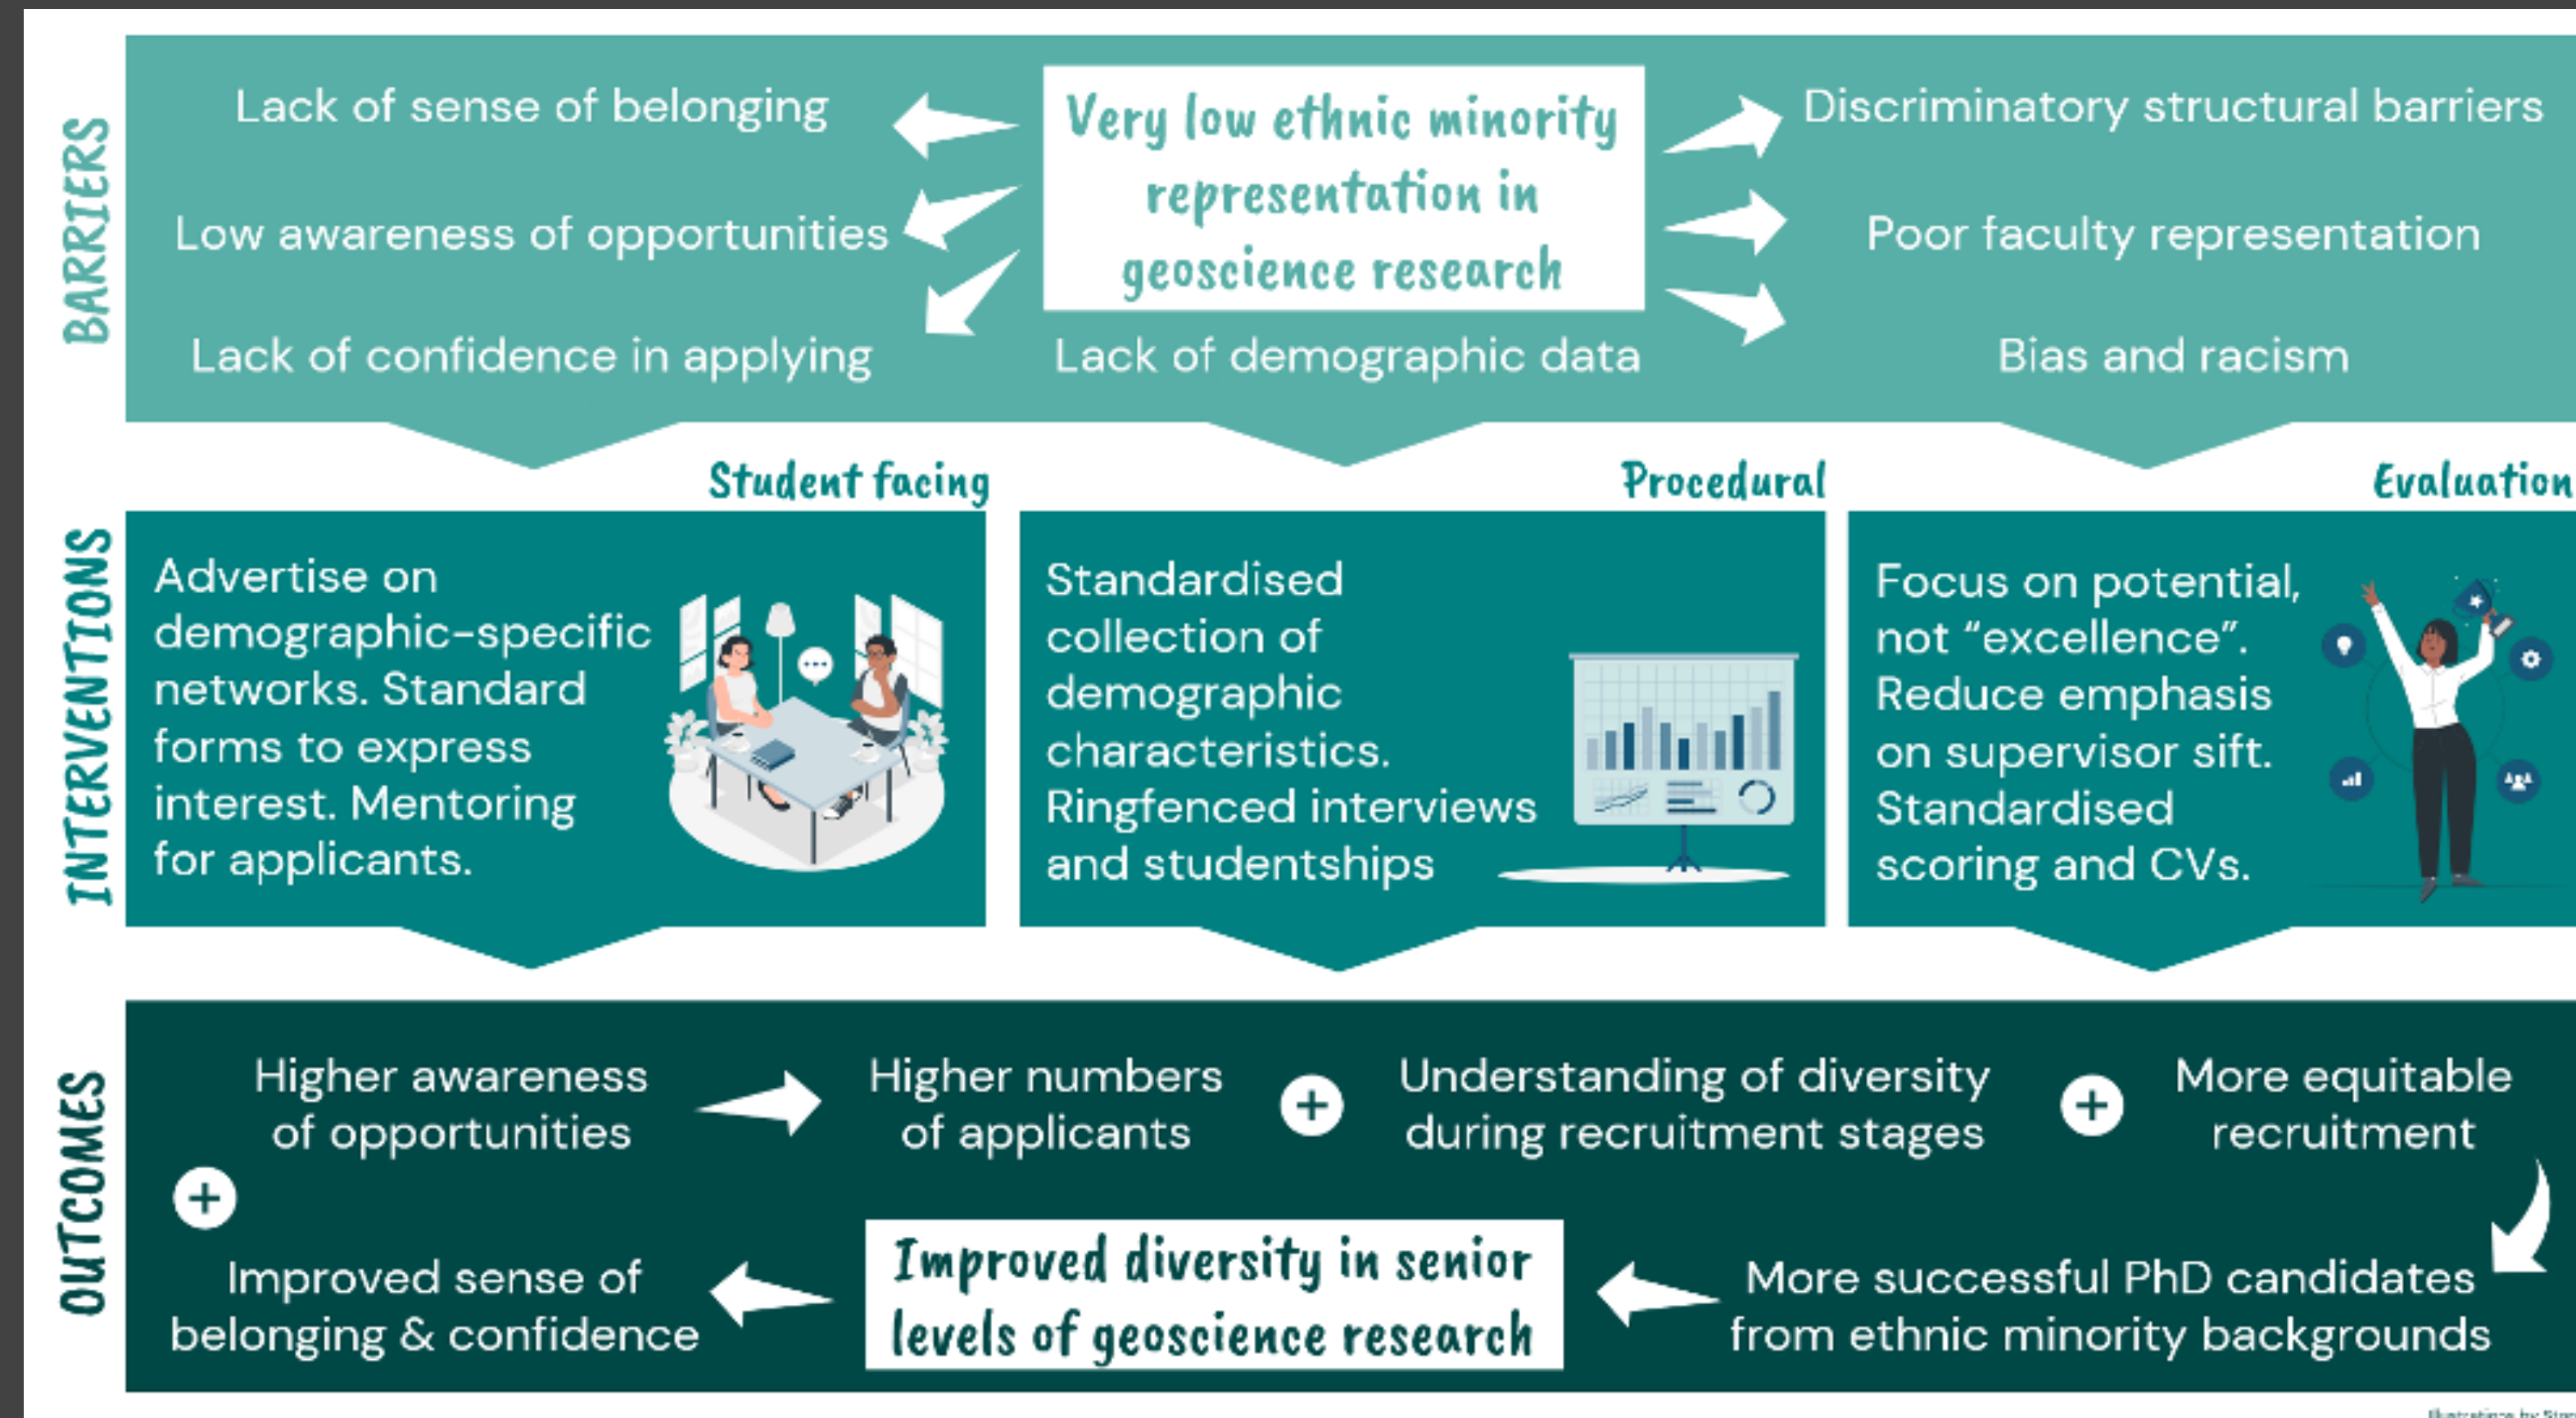 BARRIERS
Lack of sense of belonging
Low awareness of opportunities
Lack of confidence in applying
Very low ethnic minority
representation in
geoscience research
Lack of demographic data
Discriminatory structural barriers
Poor faculty representation
Bias and racism
INTERVENTIONS
Student facing
Advertise on
demographic-specific
networks. Standard
forms to express
interest. Mentoring
for applicants.
Procedural
Standardised
collection of
demographic
characteristics.
Ringfenced interviews
and studentships
Evaluation
Focus on potential,
not “excellence”.
Reduce emphasis
on supervisor sift.
Standardised
scoring and CVs.
OUTCOMES
Higher awareness
of opportunities
Higher numbers
of applicants
+
Understanding of diversity
during recruitment stages
+
More equitable
recruitment
More successful PhD candidates
from ethnic minority backgrounds
Improved diversity in senior
levels of geoscience research
Improved sense of
belonging & confidence
+
Illustrations by